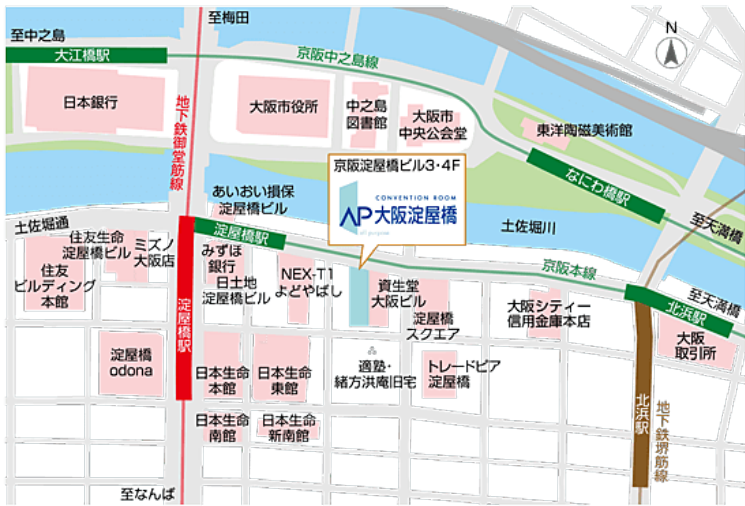 至中之島
至梅田
N
大江橋駅
京阪中之島線
日本銀行
地下鉄御堂筋線
大阪市役所
中之島
図書館
大阪市
中央公会堂
東洋陶磁美術館
京阪淀屋橋ビル3・4F
CONVENTION ROOM
AP大阪淀屋橋
all purpose
なにわ橋駅
至天満橋
あいおい損保
淀屋橋ビル
土佐堀通
土佐堀川
淀屋橋駅
京阪本線
住友生命
淀屋橋ビル
ミズノ
大阪店
住友
ビルディング
本館
みずほ
銀行
日土地
淀屋橋ビル
NEX-T1
よどやばし
資生堂
大阪ビル
淀屋橋
スクエア
大阪シティー
信用金庫本店
至天満橋
北浜駅
大阪
取引所
淀屋橋駅
淀屋橋
odona
日本生命
本館
日本生命
東館
適塾・
緒方洪庵旧宅
トレードピア
淀屋橋
北浜駅
地下鉄堺筋線
日本生命
南館
日本生命
新南館
至なんば